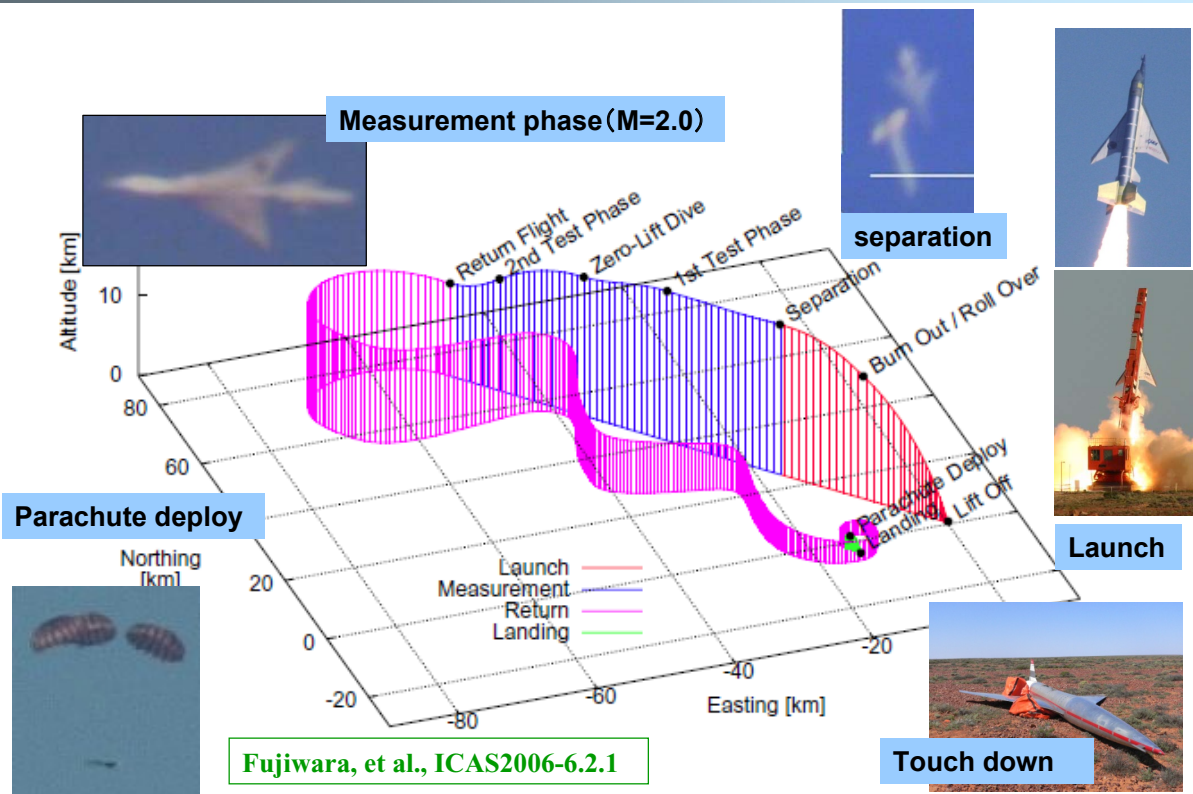 Measurement phase（M=2.0）
separation
Altitude [km]
10
0
Return Flight
2nd Test Phase
Zero-Lift Dive
1st Test Phase
Separation
Burn Out / Roll Over
Parachute Deploy
Landing
Lift Off
80
60
20
0
-20
Parachute deploy
Northing
[km]
Launch
Measurement
Return
Landing
Launch
-80
-60
-40
-20
Easting [km]
Fujiwara, et al., ICAS2006-6.2.1
Touch down